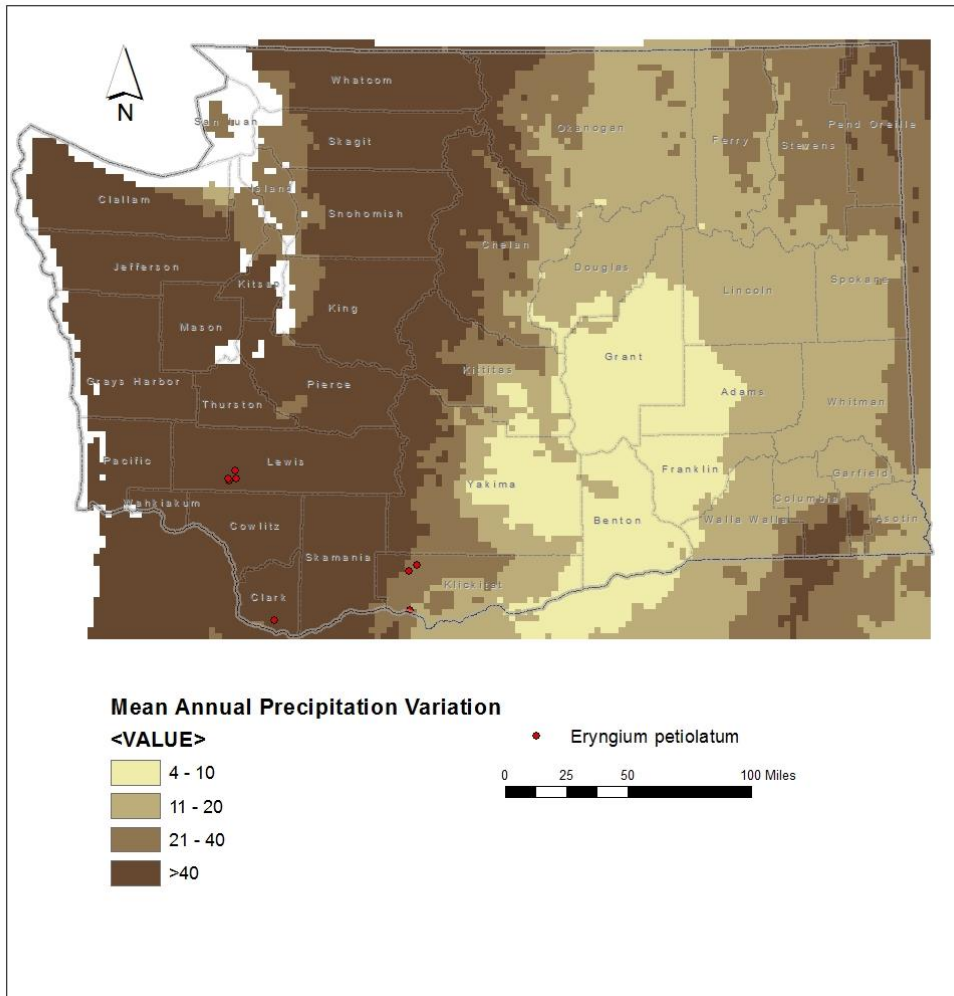 N
Whatcom
San Juan
Skagit
Okanogan
Ferry
Stevens
Pend Oreille
Island
Clallam
Snohomish
Chelan
Douglas
Jefferson
Kitsap
Lincoln
Spokane
Mason
King
Grant
Grays Harbor
Pierce
Kittitas
Adams
Whitman
Thurston
Pacific
Lewis
Yakima
Franklin
Garfield
Wahkiakum
Cowlitz
Benton
Walla Walla
Columbia
Asotin
Skamania
Klickitat
Clark
Mean Annual Precipitation Variation
<VALUE>
4 - 10
11 - 20
21 - 40
>40
Eryngium petiolatum
0 25 50 100 Miles